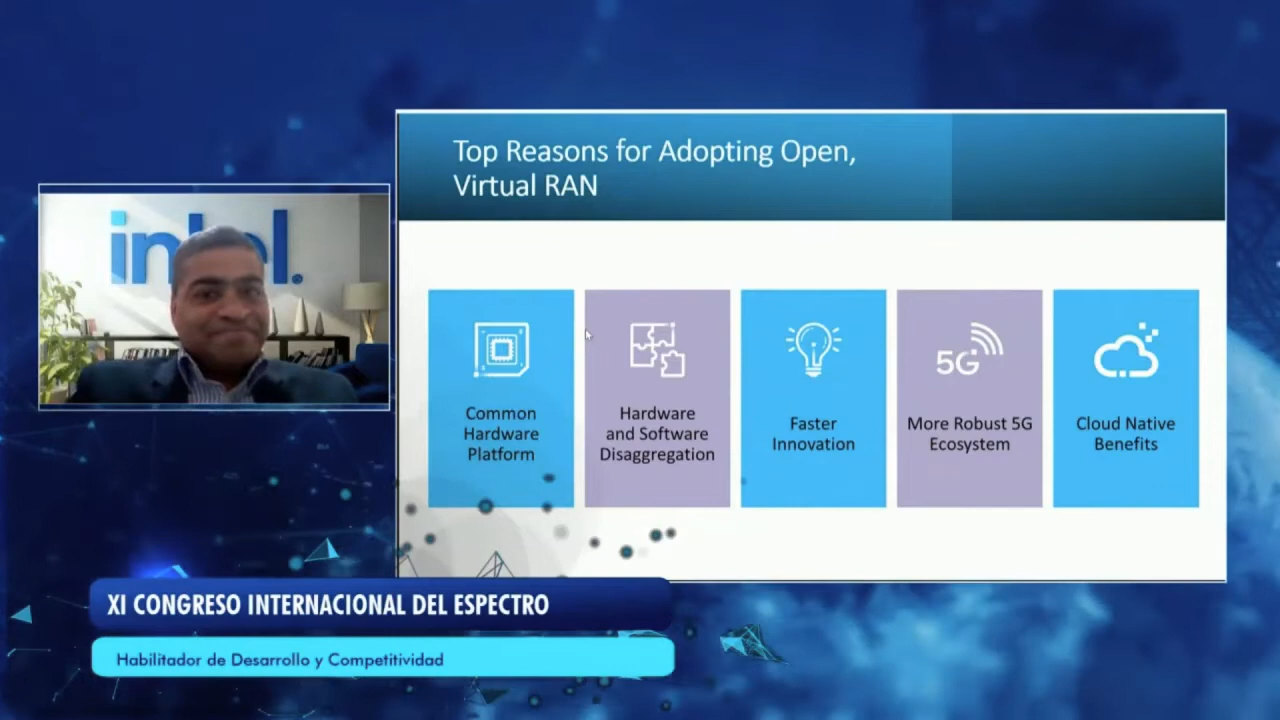 Top Reasons for Adopting Open,
Virtual RAN
intel.
Common
Hardware
Platform
Hardware
and Software
Disaggregation
Faster
Innovation
5G
More Robust 5G
Ecosystem
Cloud Native
Benefits
XI CONGRESO INTERNACIONAL DEL ESPECTRO
Habilitador de Desarrollo y Competitividad